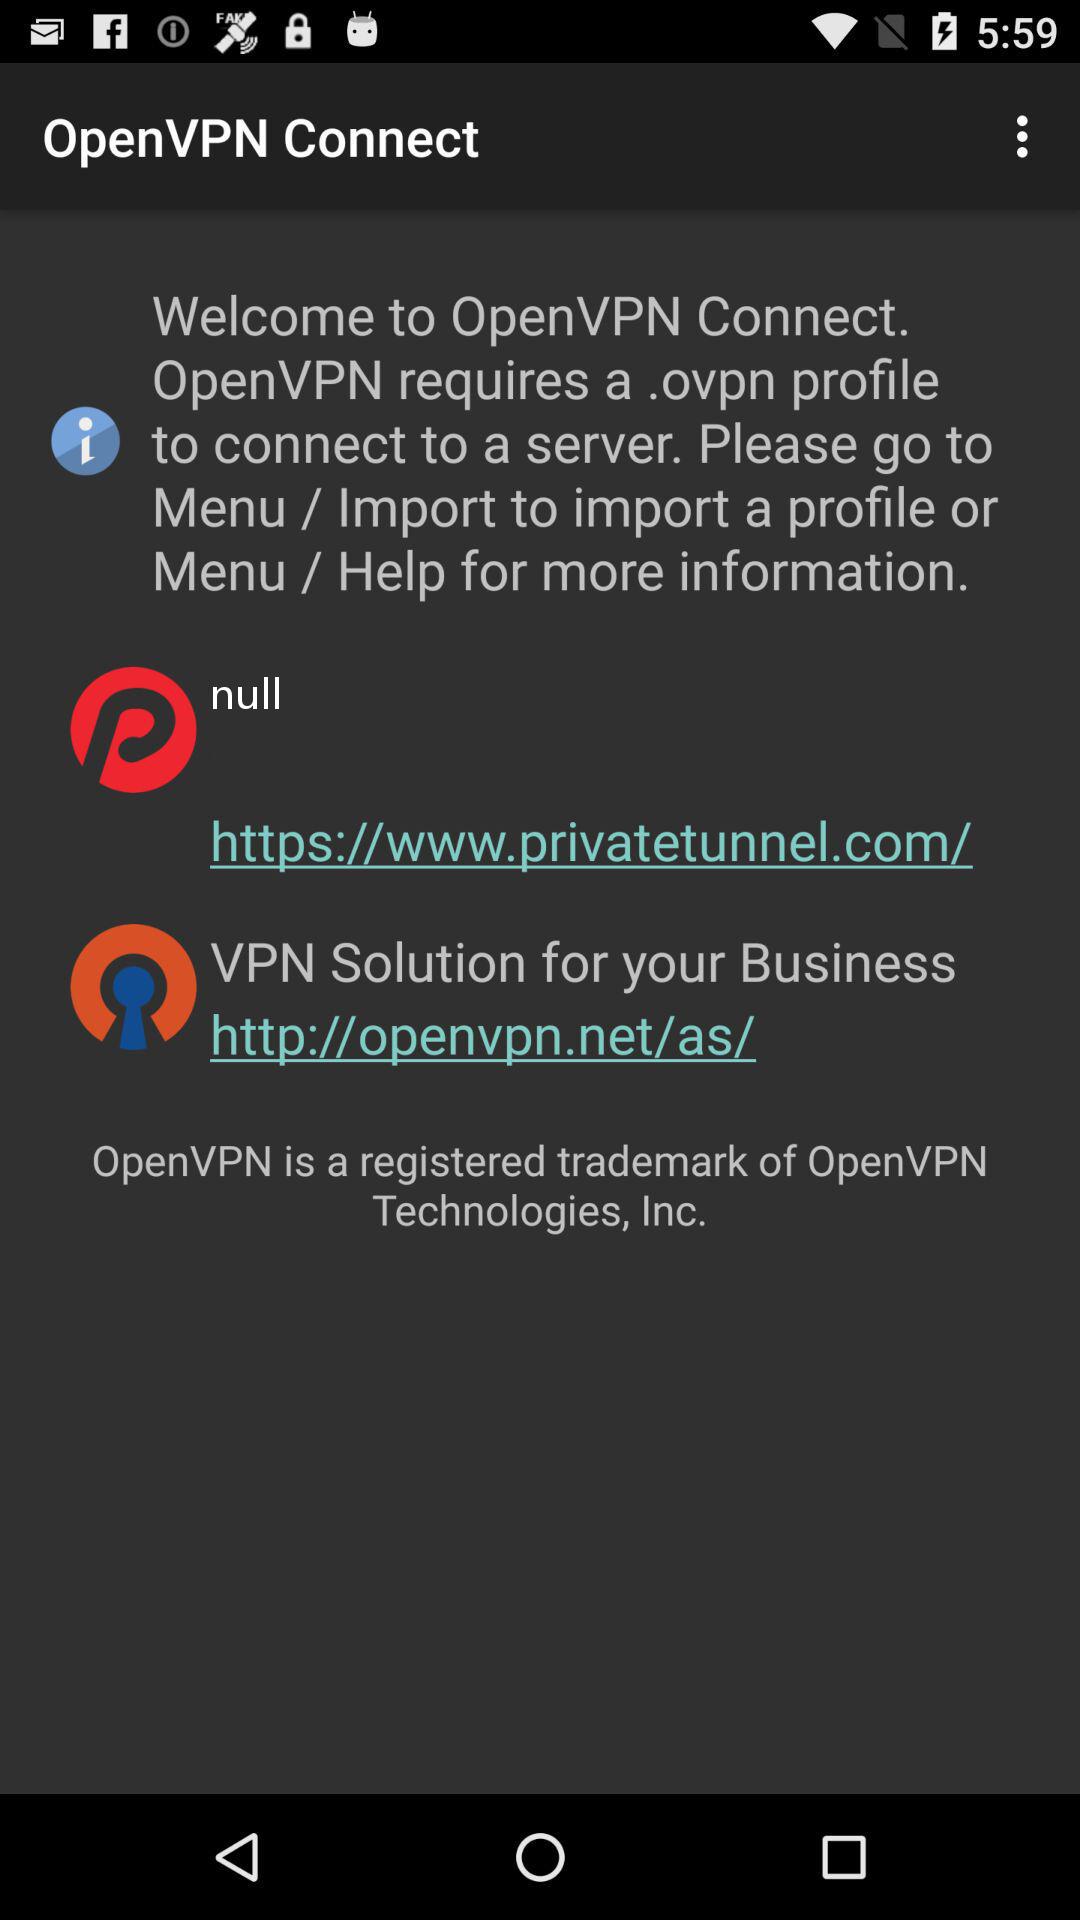 FAKE
5:59
OpenVPN Connect
Welcome to OpenVPN Connect.
OpenVPN requires a .ovpn profile
to connect to a server. Please go to
Menu / Import to import a profile or
Menu / Help for more information.
null
https://www.privatetunnel.com/
VPN Solution for your Business
http://openvpn.net/as/
OpenVPN is a registered trademark of OpenVPN
Technologies, Inc.